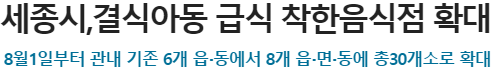 세종시,결식아동 급식 착한음식점 확대
8월1일부터 관내 기존 6개 읍·동에서 8개 읍·면·동에 총30개소로 확대